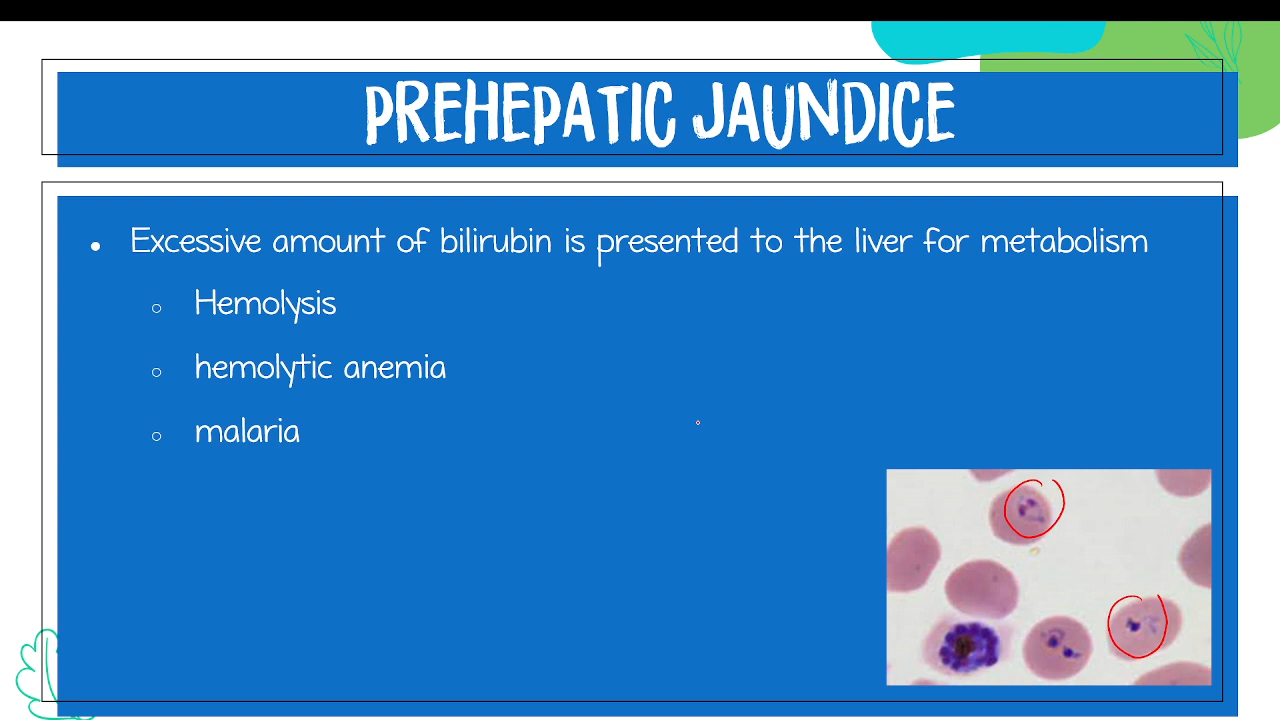 PREHEPATIC JAUNDICE
• Excessive amount of bilirubin is presented to the liver for metabolism
○ Hemolysis
○ hemolytic anemia
○ malaria